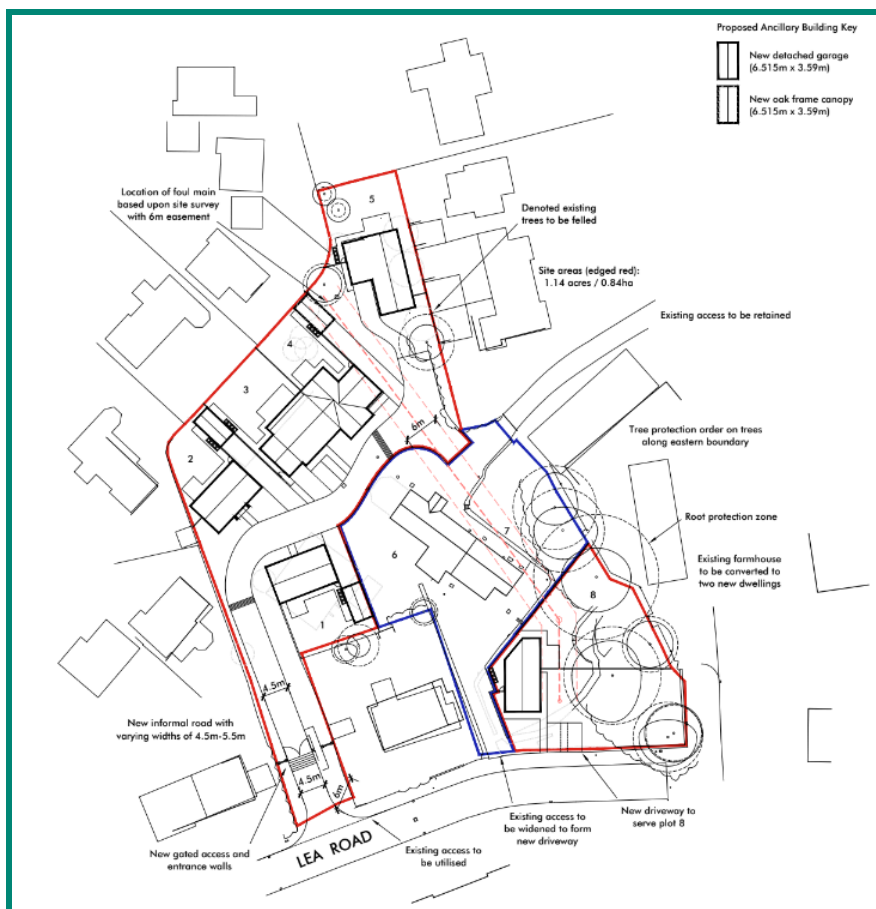 Proposed Ancillary Building Key
New detached garage
(6.515m x 3.59m)
New oak frame canopy
(6.515m x 3.59m)
Location of foul main
based upon site survey
with 6m easement
5
Denoted existing
trees to be felled
Site areas (edged red):
1.14 acres / 0.84ha
Existing access to be retained
4
3
6m
2
Tree protection order on trees
along eastern boundary
Root protection zone
7
6
Existing farmhouse
to be converted to
two new dwellings
8
1
4.5m
New informal road with
varying widths of 4.5m-5.5m
4.5m
6m
New gated access and
entrance walls
LEA ROAD
Existing access to
be utilised
Existing access to
be widened to form
new driveway
New driveway to
serve plot 8